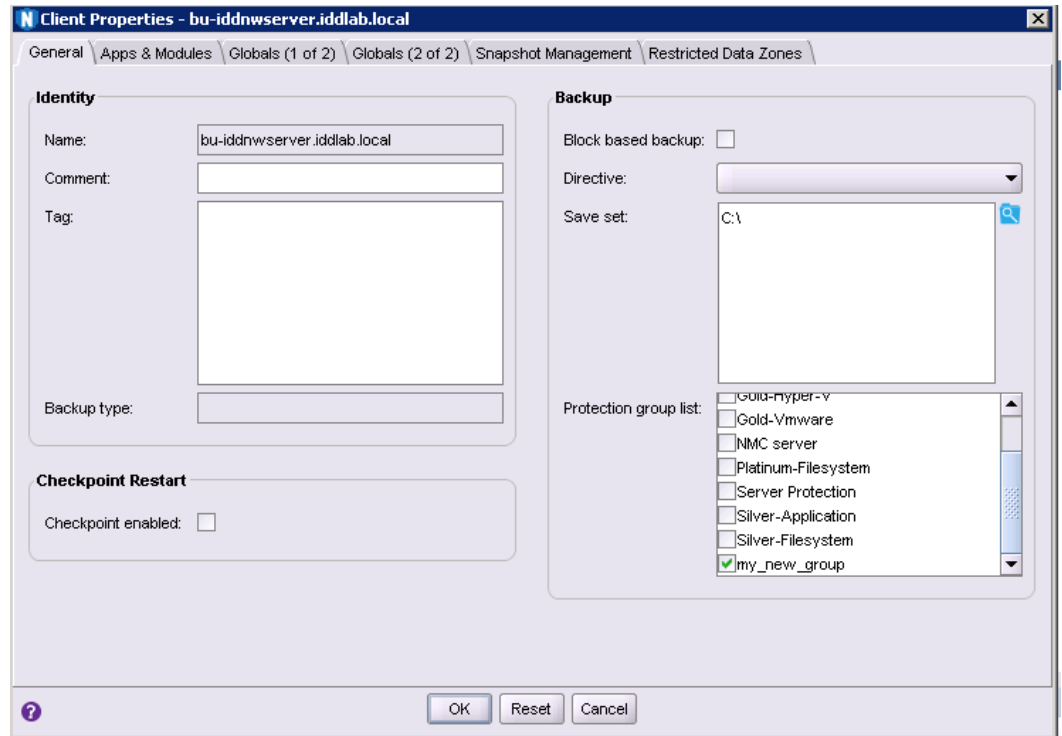 Client Properties - bu-iddnwserver.iddlab.local
General
Apps & Modules
Globals (1 of 2)
Globals (2 of 2)
Snapshot Management
Restricted Data Zones
Identity
Name: bu-iddnwserver.iddlab.local
Comment:
Tag:
Backup type:
Checkpoint Restart
Checkpoint enabled:
Backup
Block based backup:
Directive:
Save set: C:\
Protection group list:
Gold-Hyper-V
Gold-Vmware
NMC server
Platinum-Filesystem
Server Protection
Silver-Application
Silver-Filesystem
my_new_group
OK
Reset
Cancel